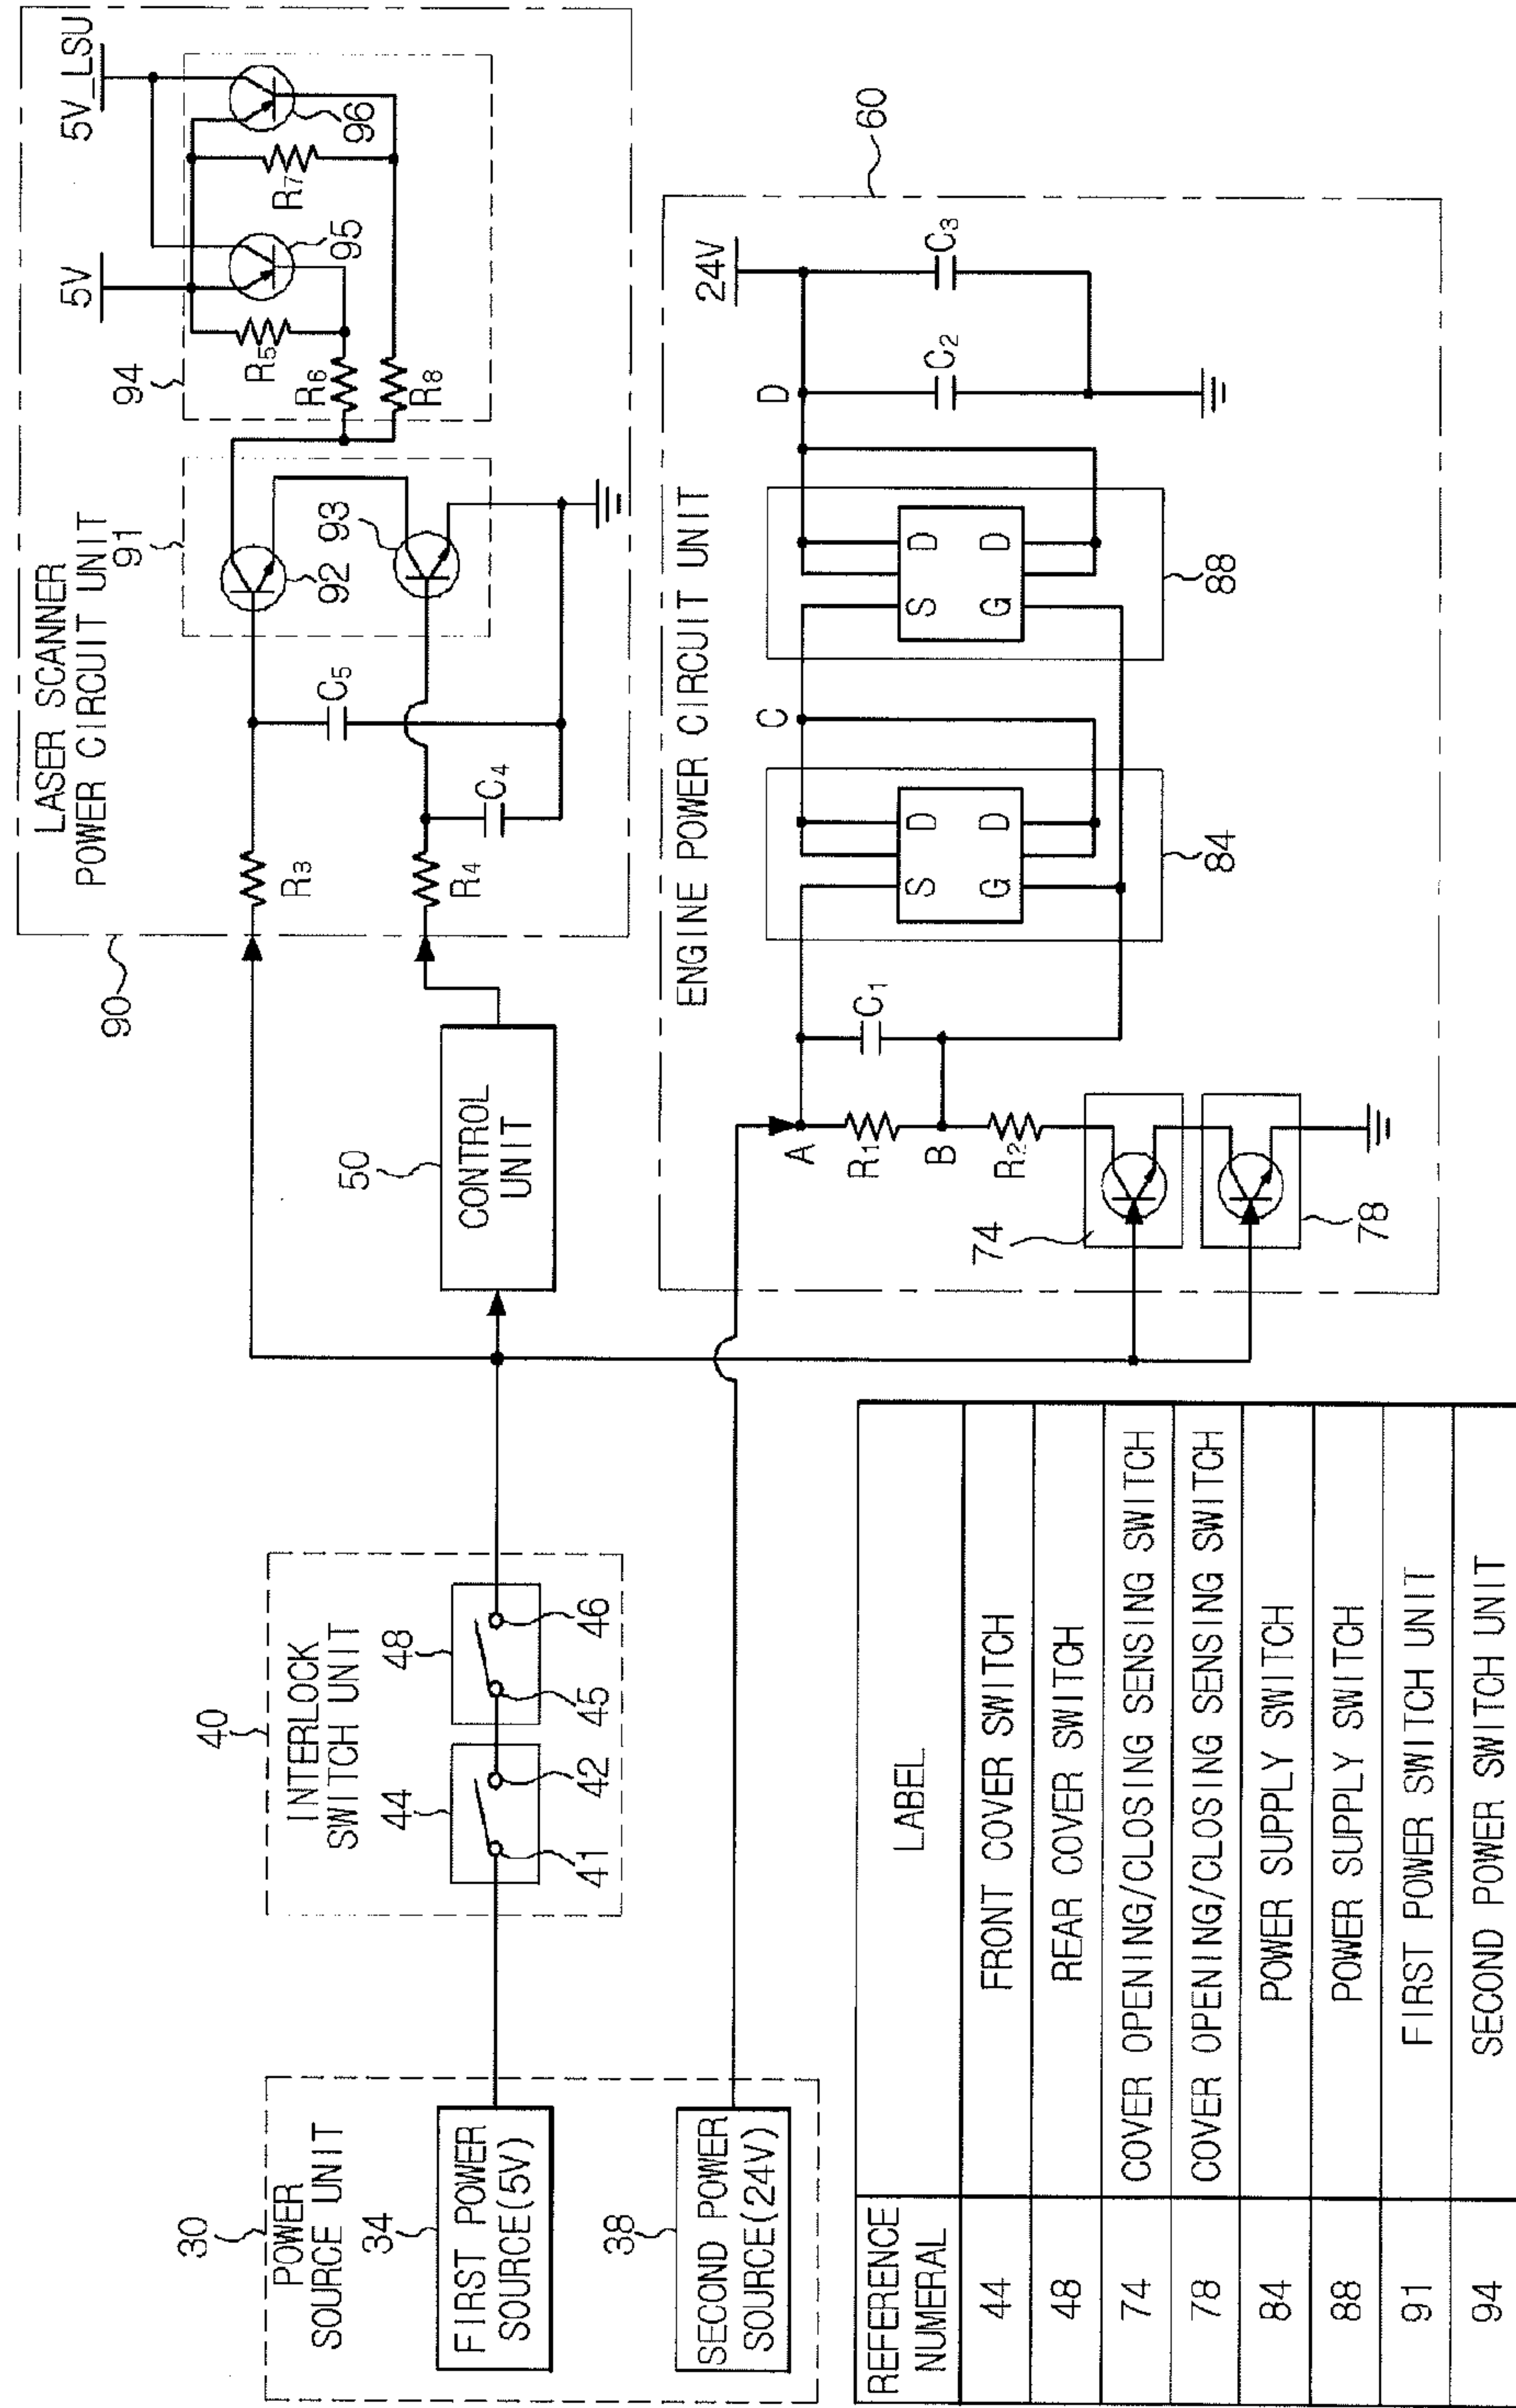 30
POWER
SOURCE UNIT
34
FIRST POWER
SOURCE(5V)
38
SECOND POWER
SOURCE(24V)
40
INTERLOCK
SWITCH UNIT
44
48
41
42
45
46
50
CONTROL
UNIT
90
LASER SCANNER
POWER CIRCUIT UNIT
R3
R4
C5
C4
91
92
93
94
R5
R6
R7
R8
95
96
5V
5V_LSU
60
ENGINE POWER CIRCUIT UNIT
A
R1
B
R2
C1
74
78
S
D
G
D
84
C
S
D
G
D
88
D
24V
C2
C3
REFERENCE
NUMERAL
LABEL
44 FRONT COVER SWITCH
48 REAR COVER SWITCH
74 COVER OPENING/CLOSING SENSING SWITCH
78 COVER OPENING/CLOSING SENSING SWITCH
84 POWER SUPPLY SWITCH
88 POWER SUPPLY SWITCH
91 FIRST POWER SWITCH UNIT
94 SECOND POWER SWITCH UNIT